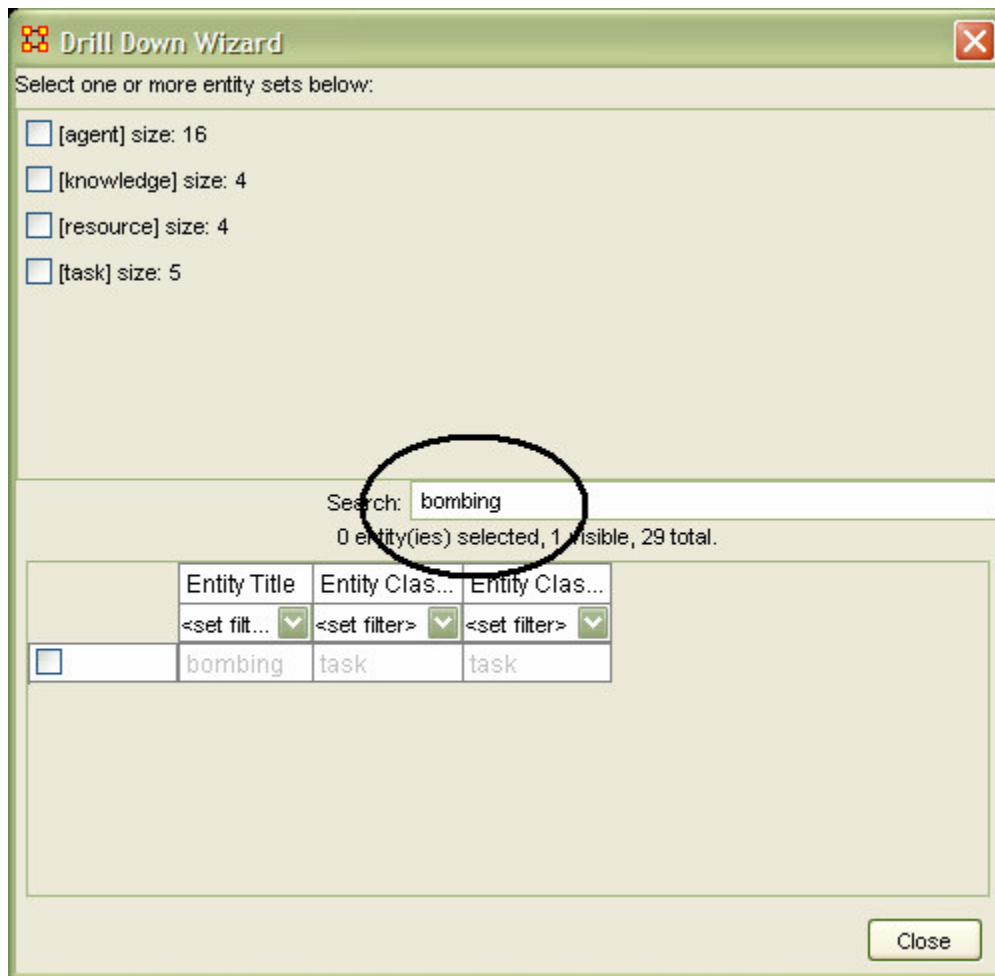 Drill Down Wizard
Select one or more entity sets below:
[agent] size: 16
[knowledge] size: 4
[resource] size: 4
[task] size: 5
Search: bombing
0 entity(ies) selected, 1 visible, 29 total.
Entity Title Entity Clas... Entity Clas...
<set filt... <set filter> <set filter>
bombing task task
Close